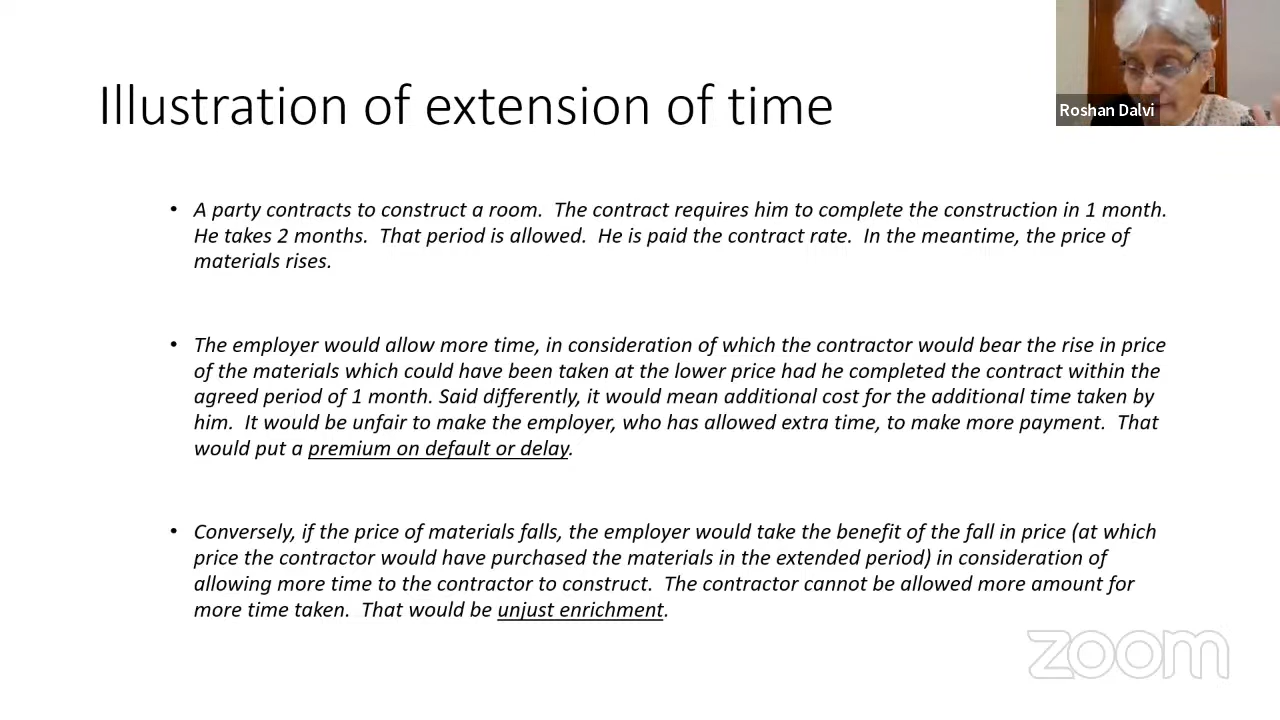 Illustration of extension of time
Roshan Dalvi
• A party contracts to construct a room.  The contract requires him to complete the construction in 1 month.
He takes 2 months.  That period is allowed.  He is paid the contract rate.  In the meantime, the price of
materials rises.
• The employer would allow more time, in consideration of which the contractor would bear the rise in price
of the materials which could have been taken at the lower price had he completed the contract within the
agreed period of 1 month. Said differently, it would mean additional cost for the additional time taken by
him.  It would be unfair to make the employer, who has allowed extra time, to make more payment.  That
would put a premium on default or delay.
• Conversely, if the price of materials falls, the employer would take the benefit of the fall in price (at which
price the contractor would have purchased the materials in the extended period) in consideration of
allowing more time to the contractor to construct.  The contractor cannot be allowed more amount for
more time taken.  That would be unjust enrichment.
zoom